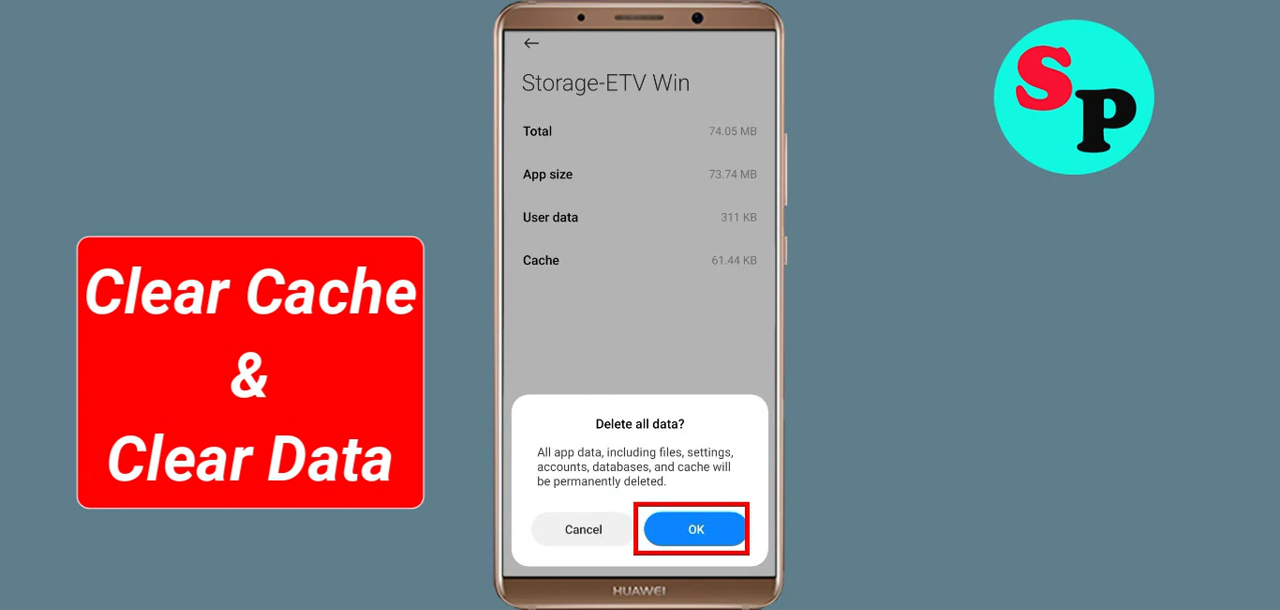 Storage-ETV Win
Total 74.05 MB
App size 73.74 MB
User data 311 KB
Cache 61.44 KB
Delete all data?
All app data, including files, settings,
accounts, databases, and cache will
be permanently deleted.
Cancel OK
HUAWEI
Clear Cache
&
Clear Data
SP